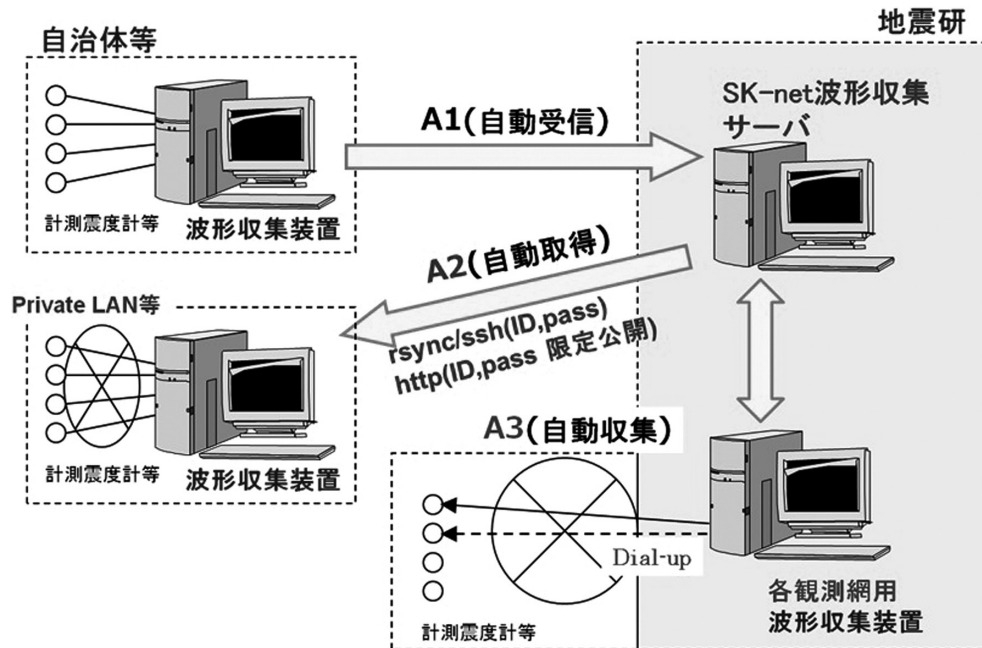 地震研
自治体等
SK-net波形収集
サーバ
A1(自動受信)
計測震度計等
波形収集装置
A2(自動取得)
rsync/ssh(ID,pass)
http(ID,pass 限定公開)
Private LAN等
計測震度計等
波形収集装置
A3(自動収集)
Dial-up
計測震度計等
各観測網用
波形収集装置